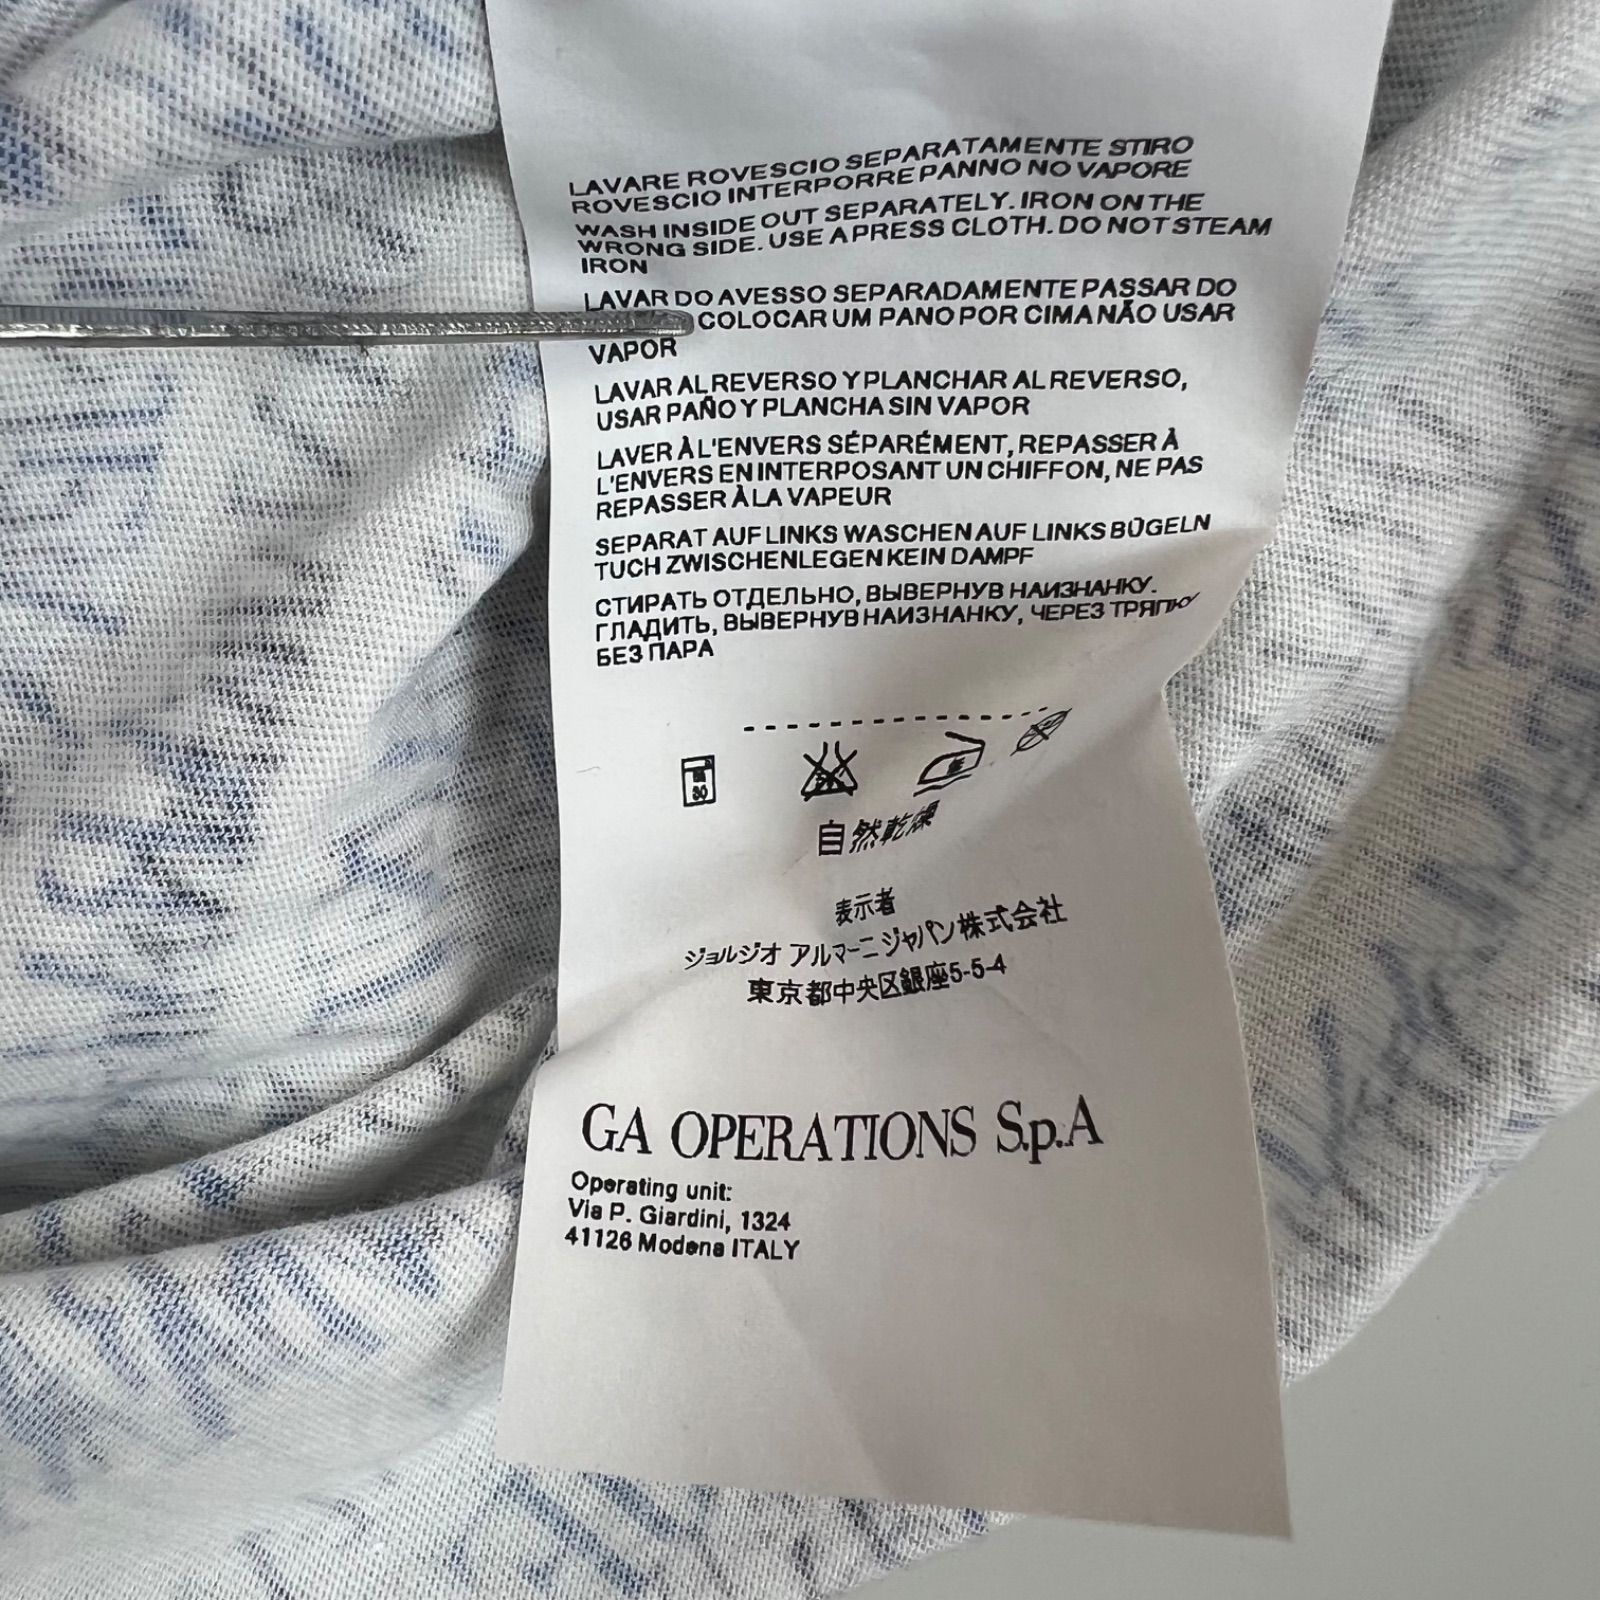 LAVARE ROVESCIO SEPARATAMENTE STIRO
ROVESCIO INTERPORRE PANNO NO VAPORE
WASH INSIDE OUT SEPARATELY. IRON ON THE
WRONG SIDE. USE A PRESS CLOTH. DO NOT STEAM
IRON
LAVAR DO AVESSO SEPARADAMENTE PASSAR DO
COLOCAR UM PANO POR CIMA NÃO USAR
VAPOR
LAVAR AL REVERSO Y PLANCHAR AL REVERSO,
USAR PAÑO Y PLANCHA SIN VAPOR
LAVER À L'ENVERS SÉPARÉMENT, REPASSER À
L'ENVERS EN INTERPOSANT UN CHIFFON, NE PAS
REPASSER À LA VAPEUR
SEPARAT AUF LINKS WASCHEN AUF LINKS BÜGELN
TUCH ZWISCHENLEGEN KEIN DAMPF
СТИРАТЬ ОТДЕЛЬНО, ВЫВЕРНУВ НАИЗНАНКУ.
ГЛАДИТЬ, ВЫВЕРНУВ НАИЗНАНКУ, ЧЕРЕЗ ТРЯПКУ
БЕЗ ПАРА
30
自然乾燥
表示者
ジョルジオ アルマーニ ジャパン株式会社
東京都中央区銀座5-5-4
GA OPERATIONS S.p.A
Operating unit:
Via P. Giardini, 1324
41126 Modena ITALY